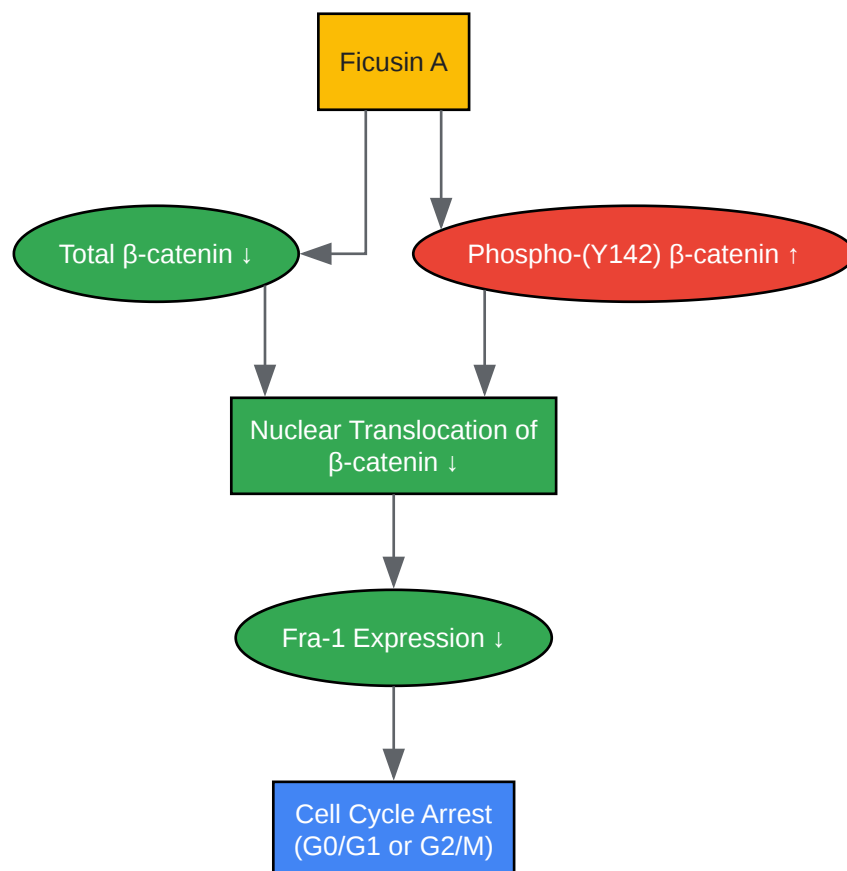 Ficusin A
Total β-catenin ↓
Phospho-(Y142) β-catenin ↑
Nuclear Translocation of
β-catenin ↓
Fra-1 Expression ↓
Cell Cycle Arrest
(G0/G1 or G2/M)